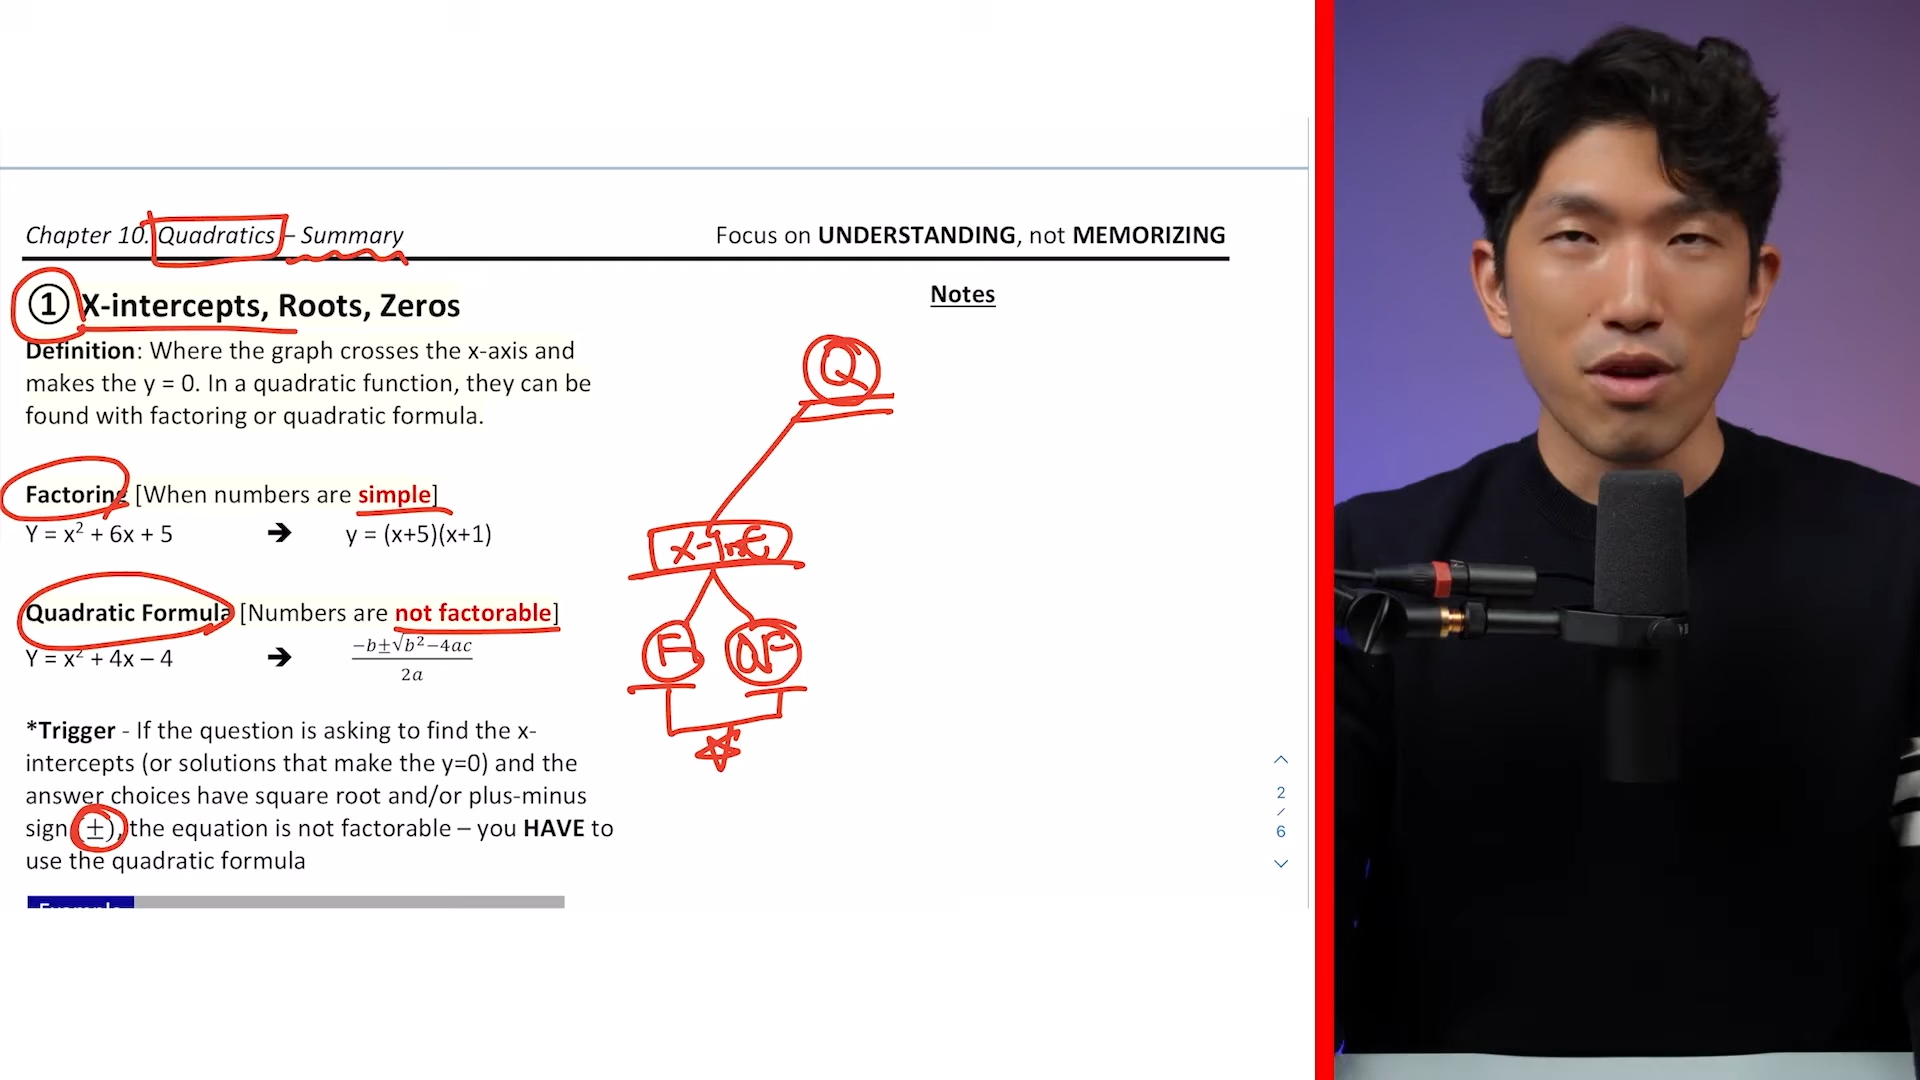 Chapter 10. Quadratics – Summary
Focus on UNDERSTANDING, not MEMORIZING
① X-intercepts, Roots, Zeros
Definition: Where the graph crosses the x-axis and
makes the y = 0. In a quadratic function, they can be
found with factoring or quadratic formula.
Factoring [When numbers are simple]
Y = x² + 6x + 5 ➔ y = (x+5)(x+1)
Quadratic Formula [Numbers are not factorable]
Y = x² + 4x – 4 ➔ −b±√b²−4ac
2a
*Trigger - If the question is asking to find the x-
intercepts (or solutions that make the y=0) and the
answer choices have square root and/or plus-minus
sign (±), the equation is not factorable – you HAVE to
use the quadratic formula
Example
Notes
Q
x-int
F QF
2
/
6